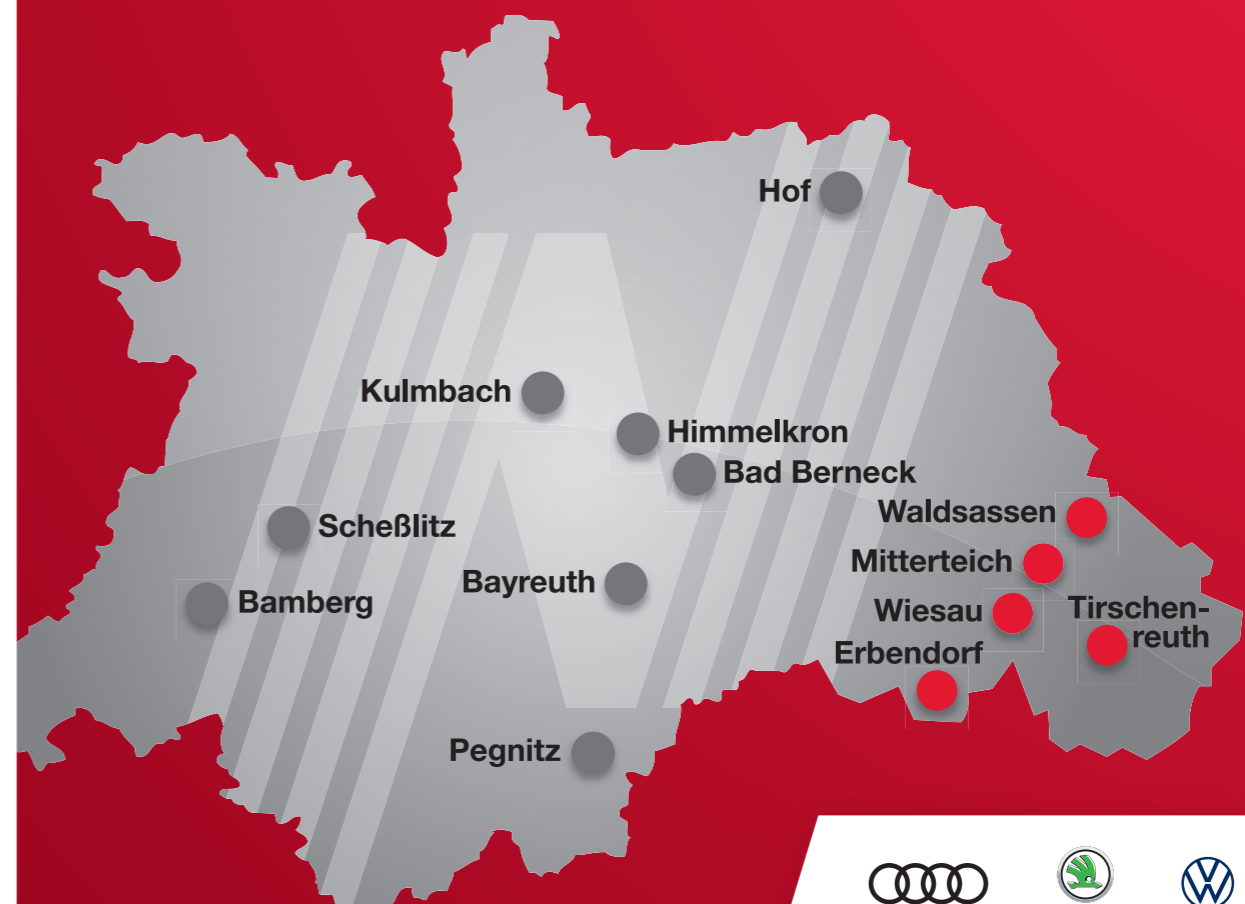 Hof
Kulmbach
Himmelkron
Bad Berneck
Waldsassen
Scheßlitz
Mitterteich
Bayreuth
Bamberg
Wiesau
Tirschen-
reuth
Erbendorf
Pegnitz